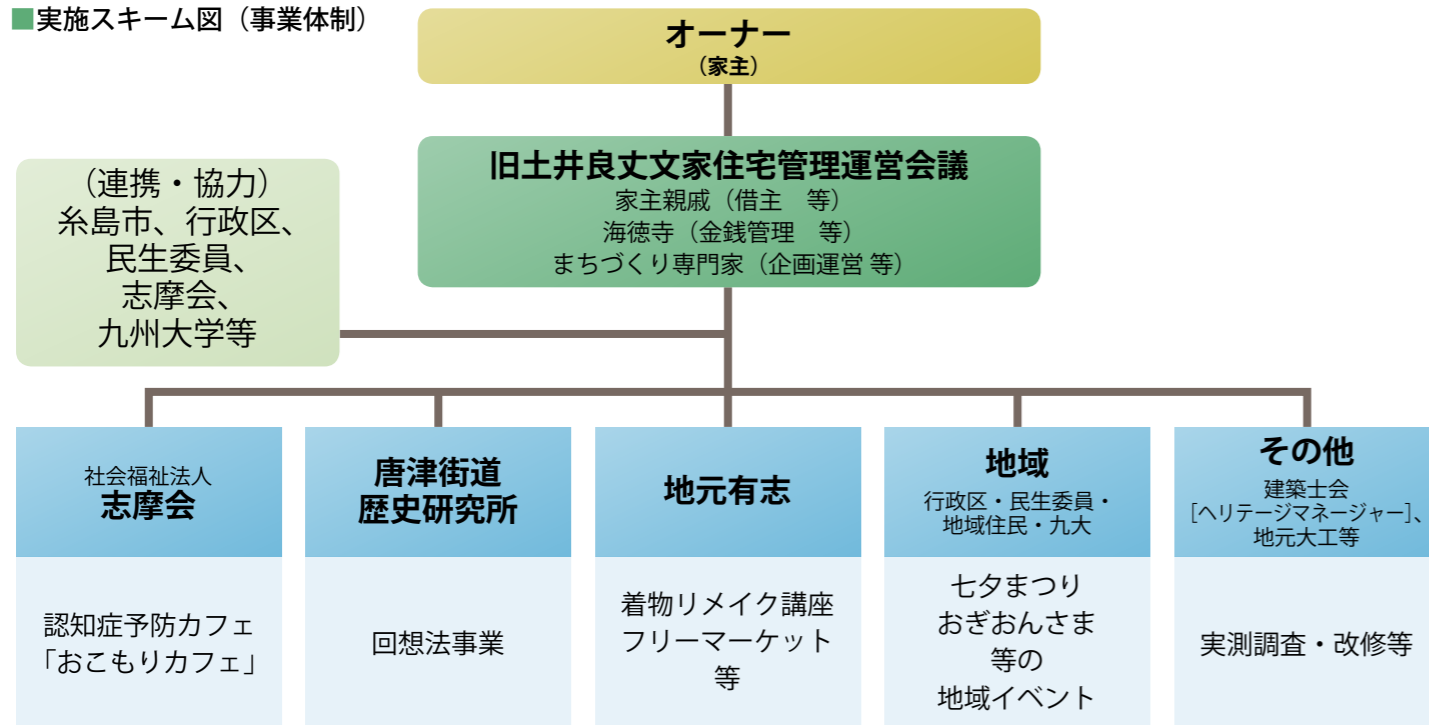 ■実施スキーム図（事業体制）
オーナー
（家主）
旧土井良丈文家住宅管理運営会議
家主親戚（借主　等）
海徳寺（金銭管理　等）
まちづくり専門家（企画運営 等）
（連携・協力）
糸島市、行政区、
民生委員、
志摩会、
九州大学等
社会福祉法人
志摩会
認知症予防カフェ
「おこもりカフェ」
唐津街道
歴史研究所
回想法事業
地元有志
着物リメイク講座
フリーマーケット
等
地域
行政区・民生委員・
地域住民・九大
七夕まつり
おぎおんさま
等の
地域イベント
その他
建築士会
［ヘリテージマネージャー］、
地元大工等
実測調査・改修等